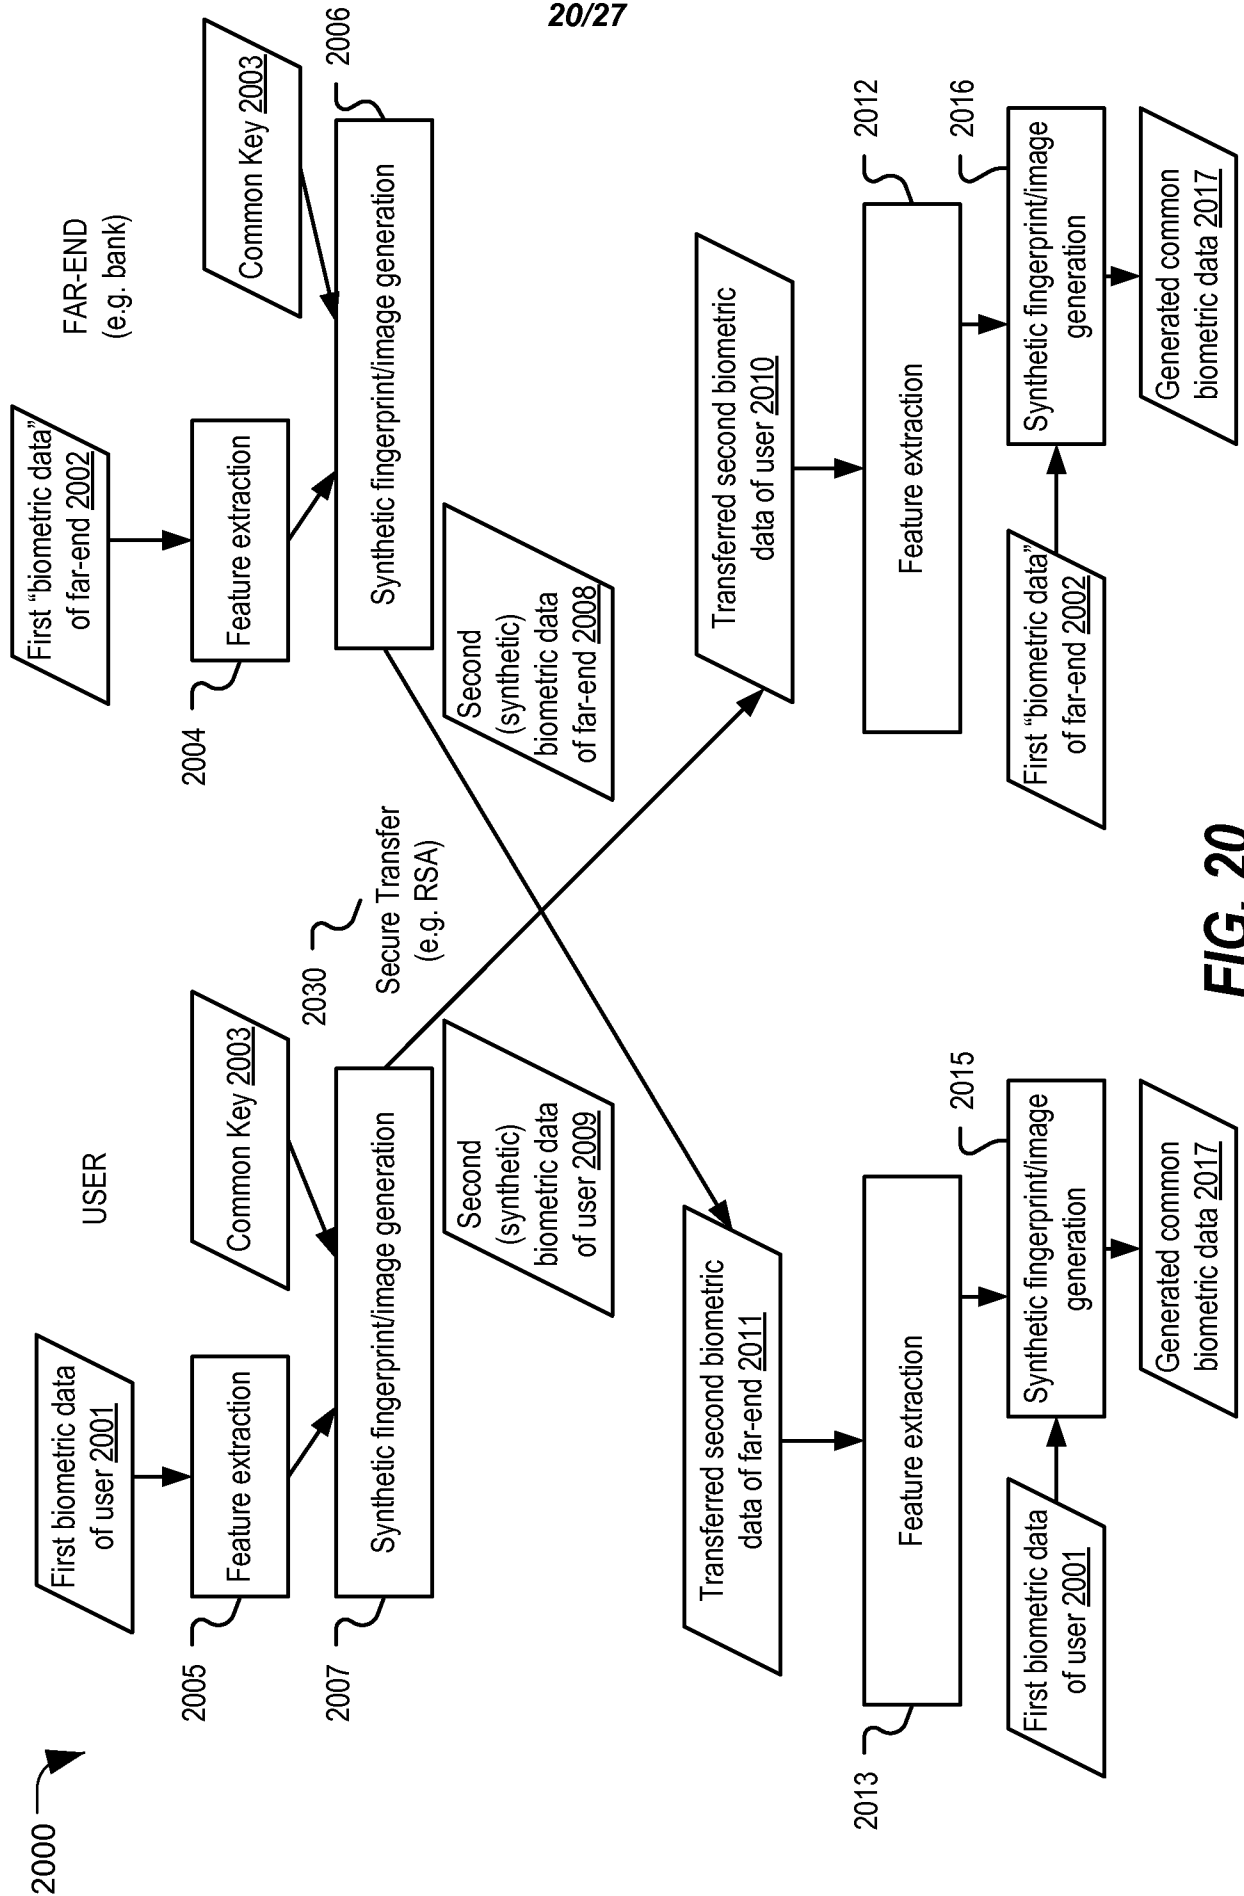 20/27
2000
USER
FAR-END
(e.g. bank)
First biometric data
of user 2001
Common Key 2003
First “biometric data”
of far-end 2002
Common Key 2003
2005
Feature extraction
2004
Feature extraction
2030
2006
2007
Synthetic fingerprint/image generation
Secure Transfer
(e.g. RSA)
Synthetic fingerprint/image generation
Second
(synthetic)
biometric data
of user 2009
Second
(synthetic)
biometric data
of far-end 2008
Transferred second biometric
data of far-end 2011
Transferred second biometric
data of user 2010
2013
Feature extraction
Feature extraction
2012
First biometric data
of user 2001
2015
Synthetic fingerprint/image
generation
First “biometric data”
of far-end 2002
2016
Synthetic fingerprint/image
generation
Generated common
biometric data 2017
Generated common
biometric data 2017
FIG. 20